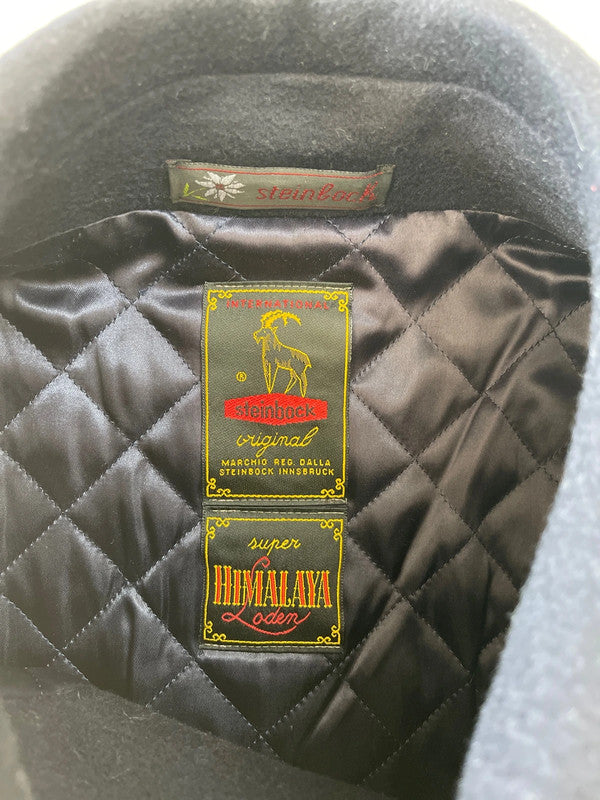 steinbock
INTERNATIONAL
®
steinbock
original
MARCHIO REG. DALLA
STEINBOCK INNSBRUCK
super
HIMALAYA
Loden